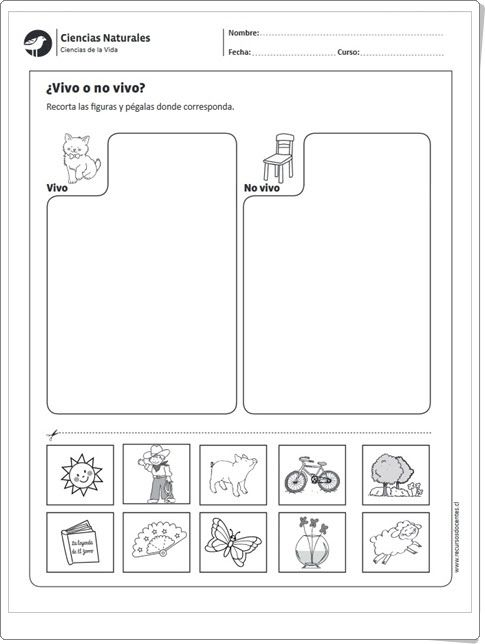 Ciencias Naturales
Ciencias de la Vida
Nombre:
Fecha: Curso:
¿Vivo o no vivo?
Recorta las figuras y pégalas donde corresponda.
Vivo
No vivo
La leyenda
de El Zorro
www.recursosdocentes.cl